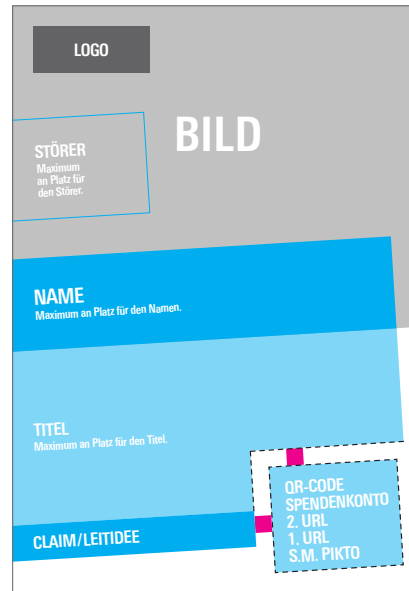 LOGO
BILD
STÖRER
Maximum
an Platz für
den Störer.
NAME
Maximum an Platz für den Namen.
TITEL
Maximum an Platz für den Titel.
QR-CODE
SPENDENKONTO
2. URL
1. URL
S.M. PIKTO
CLAIM/LEITIDEE